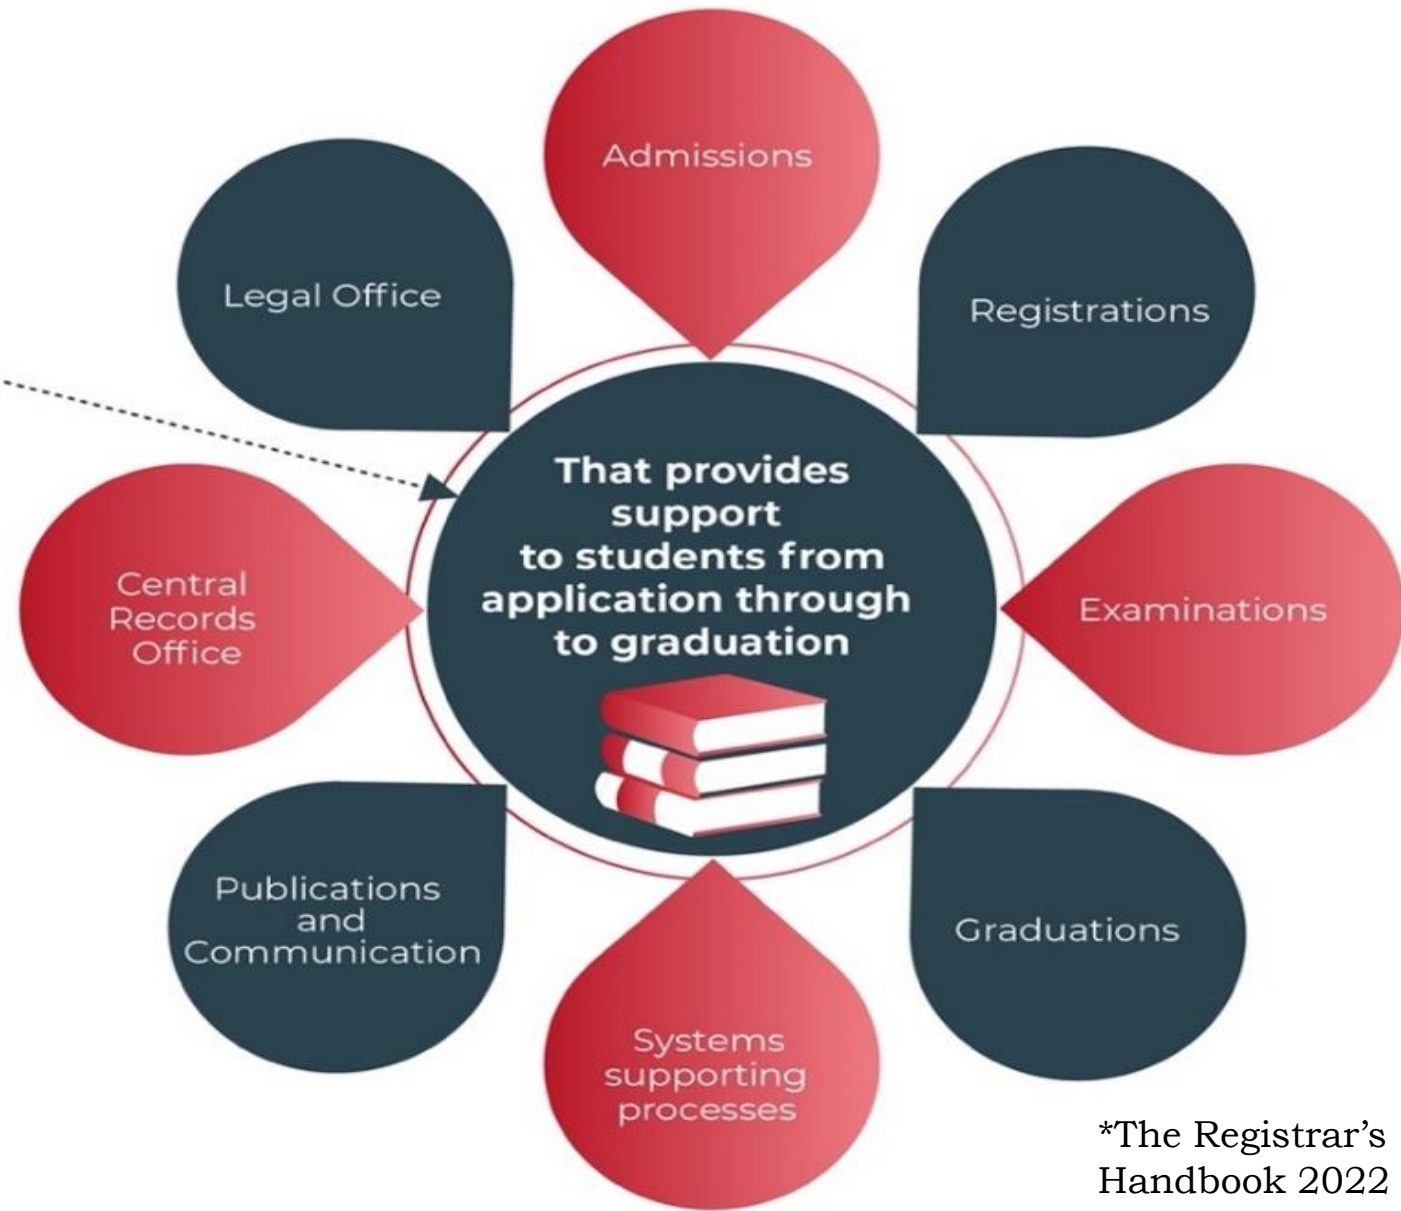 Admissions
Legal Office
Registrations
That provides
support
to students from
application through
to graduation
Central
Records
Office
Examinations
Publications
and
Communication
Graduations
Systems
supporting
processes
*The Registrar’s
Handbook 2022